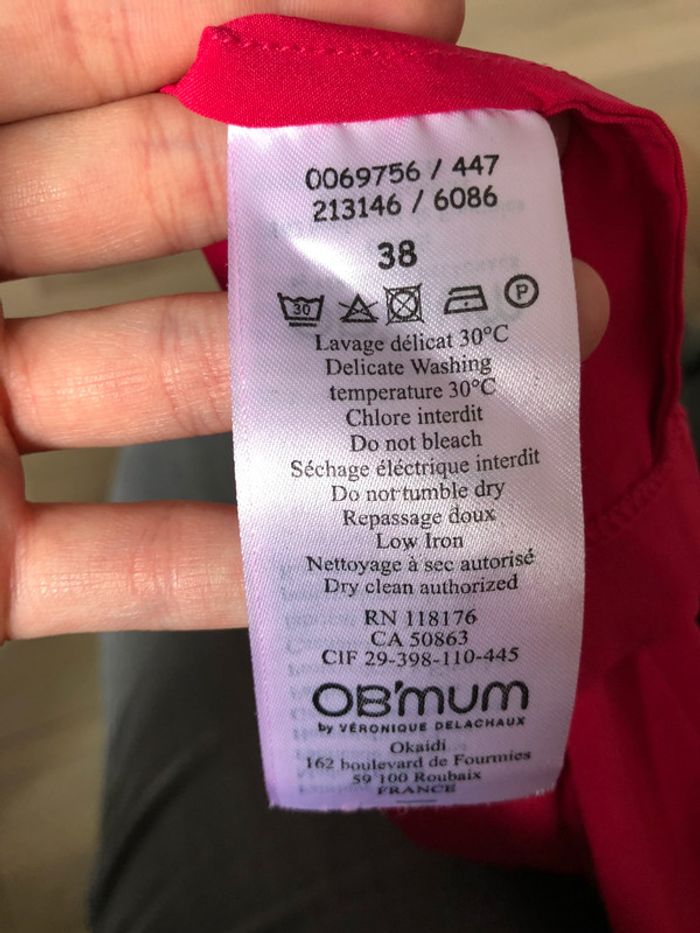 0069756 / 447
213146 / 6086
38
30 P
Lavage délicat 30°C
Delicate Washing
temperature 30°C
Chlore interdit
Do not bleach
Séchage éléctrique interdit
Do not tumble dry
Repassage doux
Low Iron
Nettoyage à sec autorisé
Dry clean authorized
RN 118176
CA 50863
CIF 29-398-110-445
OB'mum
by VÉRONIQUE DELACHAUX
Okaïdi
162 boulevard de Fourmies
59 100 Roubaix
FRANCE